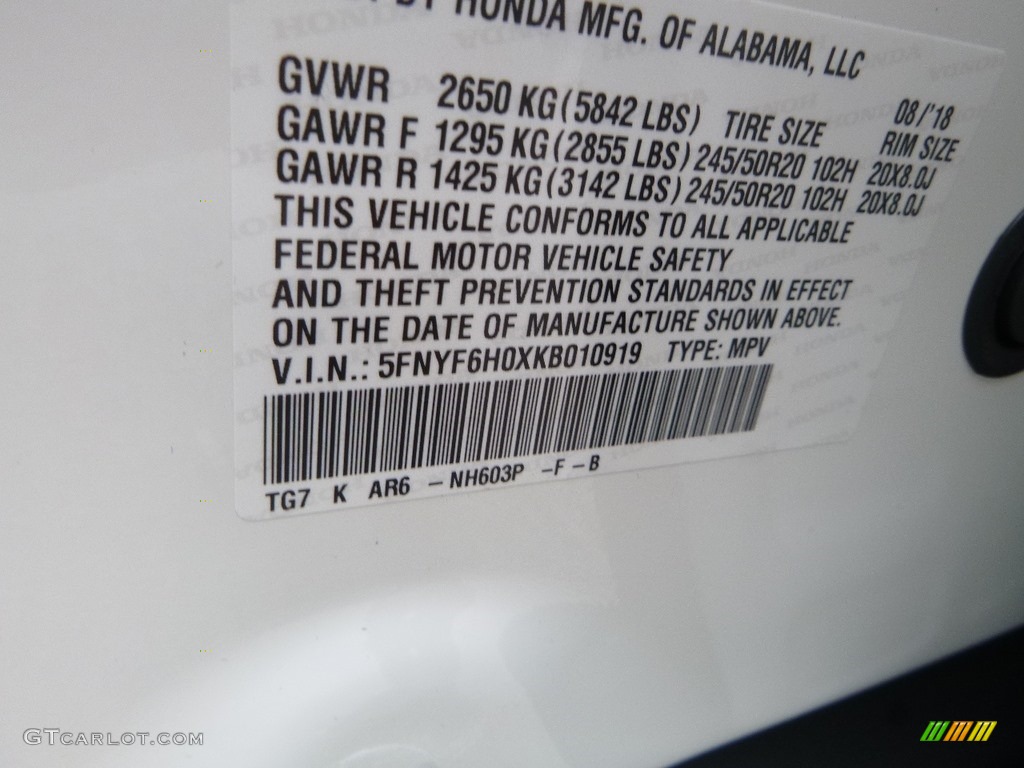 BY HONDA MFG. OF ALABAMA, LLC
GVWR 2650 KG (5842 LBS) TIRE SIZE 08/'18 RIM SIZE
GAWR F 1295 KG (2855 LBS) 245/50R20 102H 20X8.0J
GAWR R 1425 KG (3142 LBS) 245/50R20 102H 20X8.0J
THIS VEHICLE CONFORMS TO ALL APPLICABLE
FEDERAL MOTOR VEHICLE SAFETY
AND THEFT PREVENTION STANDARDS IN EFFECT
ON THE DATE OF MANUFACTURE SHOWN ABOVE.
V.I.N.: 5FNYF6H0XKB010919 TYPE: MPV
TG7 K AR6 – NH603P – F – B
GTCARLOT.COM